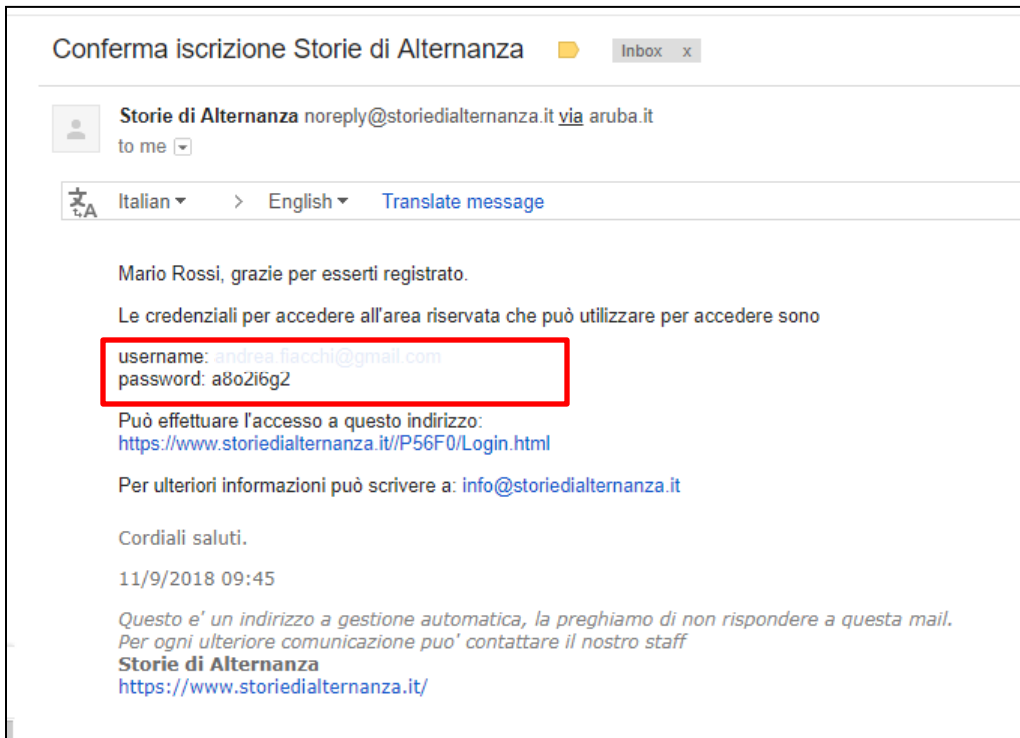 Conferma iscrizione Storie di Alternanza Inbox x
Storie di Alternanza noreply@storiedialternanza.it via aruba.it
to me
Italian > English Translate message
Mario Rossi, grazie per esserti registrato.
Le credenziali per accedere all'area riservata che può utilizzare per accedere sono
username: andrea.fiacchi@gmail.com
password: a8o2i6g2
Può effettuare l'accesso a questo indirizzo:
https://www.storiedialternanza.it//P56F0/Login.html
Per ulteriori informazioni può scrivere a: info@storiedialternanza.it
Cordiali saluti.
11/9/2018 09:45
Questo e' un indirizzo a gestione automatica, la preghiamo di non rispondere a questa mail.
Per ogni ulteriore comunicazione puo' contattare il nostro staff
Storie di Alternanza
https://www.storiedialternanza.it/